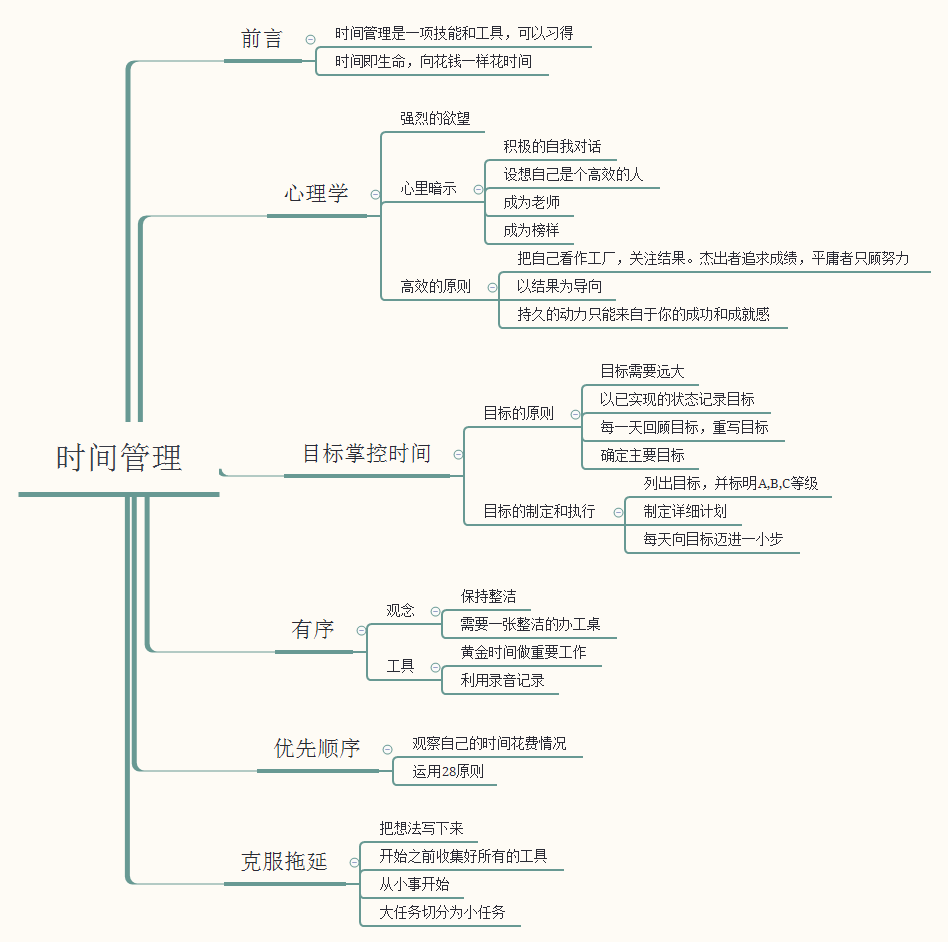 前言
时间管理是一项技能和工具，可以习得
时间即生命，向花钱一样花时间
心理学
强烈的欲望
心里暗示
积极的自我对话
设想自己是个高效的人
成为老师
成为榜样
高效的原则
把自己看作工厂，关注结果。杰出者追求成绩，平庸者只顾努力
以结果为导向
持久的动力只能来自于你的成功和成就感
时间管理
目标掌控时间
目标的原则
目标需要远大
以已实现的状态记录目标
每一天回顾目标，重写目标
确定主要目标
目标的制定和执行
列出目标，并标明A,B,C等级
制定详细计划
每天向目标迈进一小步
有序
观念
保持整洁
需要一张整洁的办工桌
工具
黄金时间做重要工作
利用录音记录
优先顺序
观察自己的时间花费情况
运用28原则
克服拖延
把想法写下来
开始之前收集好所有的工具
从小事开始
大任务切分为小任务